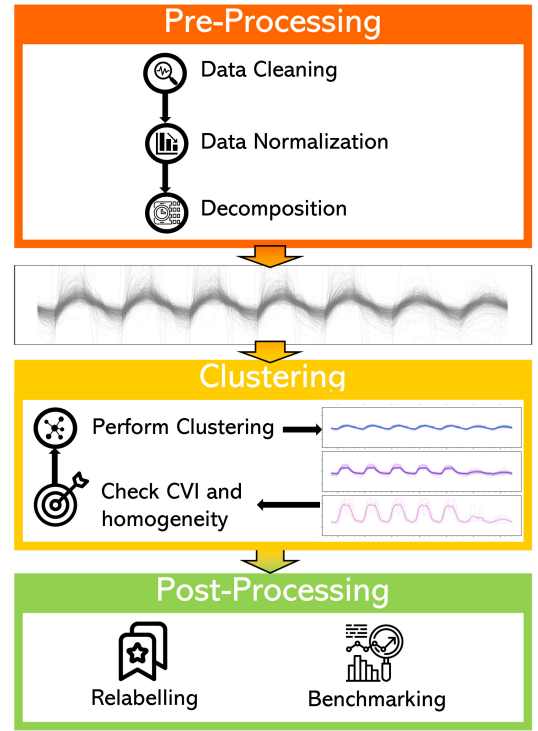 Pre-Processing
Data Cleaning
Data Normalization
Decomposition
Clustering
Perform Clustering
Check CVI and
homogeneity
Post-Processing
Relabelling
Benchmarking